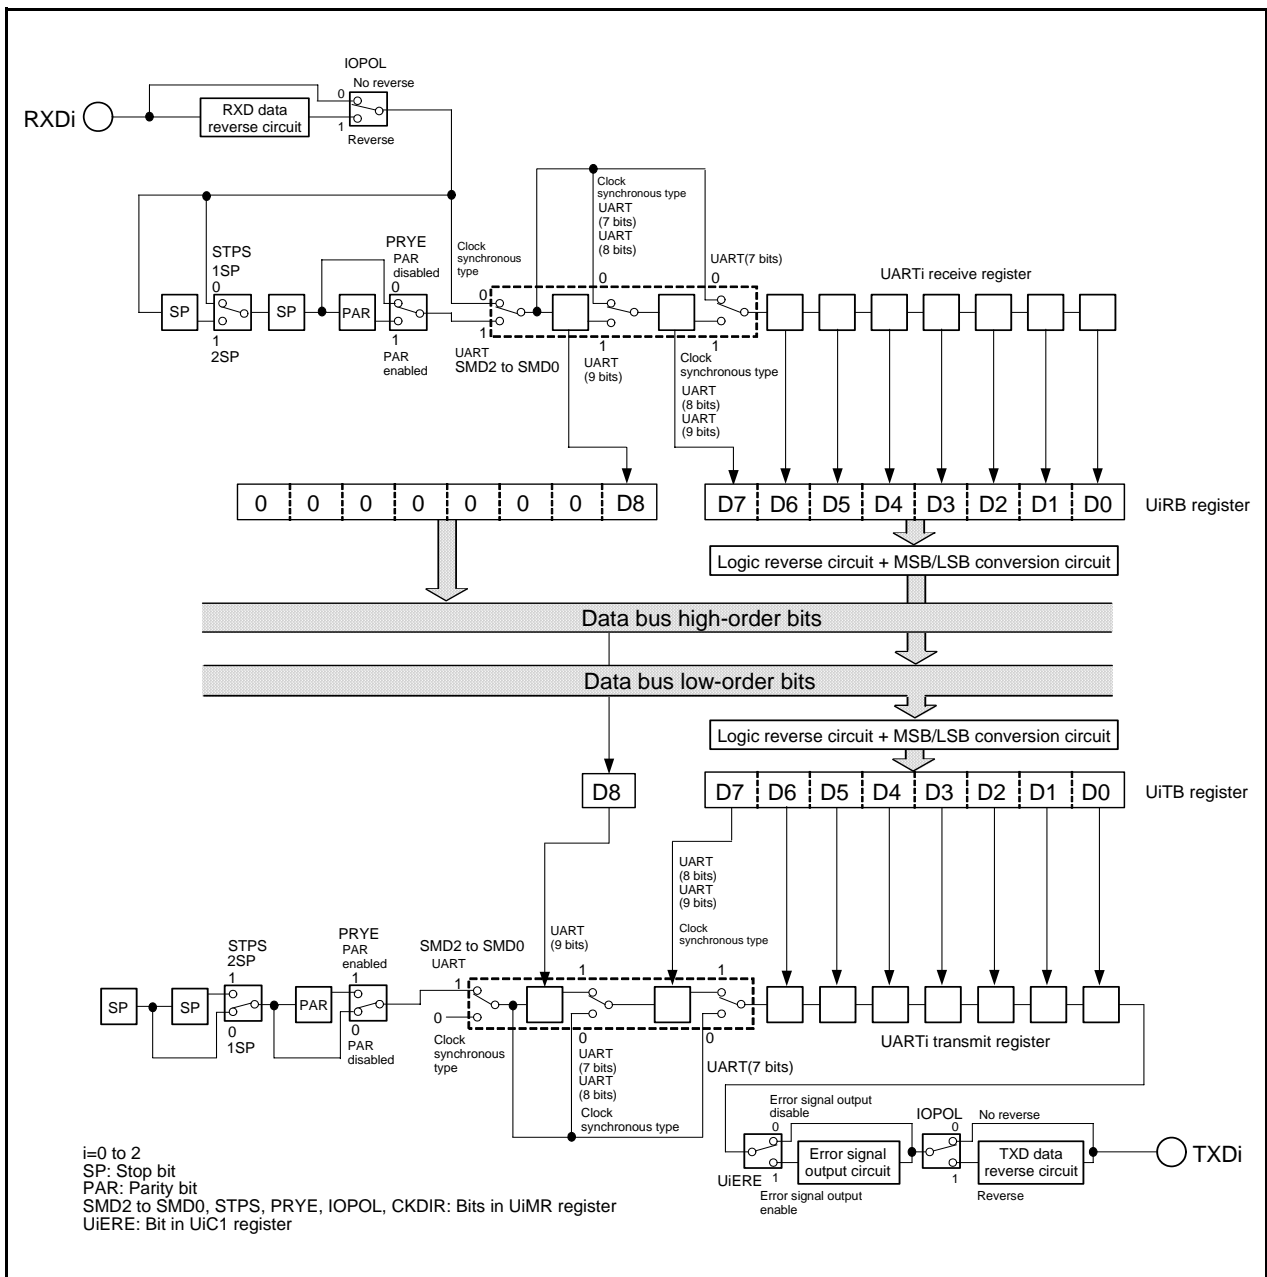 IOPOL
No reverse
0
RXDi
RXD data
reverse circuit
1
Reverse
Clock
synchronous type
UART
(7 bits)
UART
(8 bits)
STPS
1SP
0
PRYE
PAR
disabled
0
Clock
synchronous
type
0
0
UART(7 bits)
0
UARTi receive register
SP
SP
PAR
1
2SP
1
PAR
enabled
1
UART
SMD2 to SMD0
1
UART
(9 bits)
1
Clock
synchronous type
UART
(8 bits)
UART
(9 bits)
0 0 0 0 0 0 0 D8
D7 D6 D5 D4 D3 D2 D1 D0
UiRB register
Logic reverse circuit + MSB/LSB conversion circuit
Data bus high-order bits
Data bus low-order bits
Logic reverse circuit + MSB/LSB conversion circuit
D8
D7 D6 D5 D4 D3 D2 D1 D0
UiTB register
UART
(8 bits)
UART
(9 bits)
Clock
synchronous type
UART
(9 bits)
STPS
2SP
1
PRYE
PAR
enabled
1
SMD2 to SMD0
UART
1
1
1
SP
SP
PAR
0
1SP
0
PAR
disabled
0
Clock
synchronous
type
0
UART
(7 bits)
UART
(8 bits)
Clock
synchronous type
0
UART(7 bits)
UARTi transmit register
Error signal output
disable
0
IOPOL
0
No reverse
Error signal
output circuit
TXD data
reverse circuit
TXDi
UiERE
1
Error signal output
enable
1
Reverse
i=0 to 2
SP: Stop bit
PAR: Parity bit
SMD2 to SMD0, STPS, PRYE, IOPOL, CKDIR: Bits in UiMR register
UiERE: Bit in UiC1 register